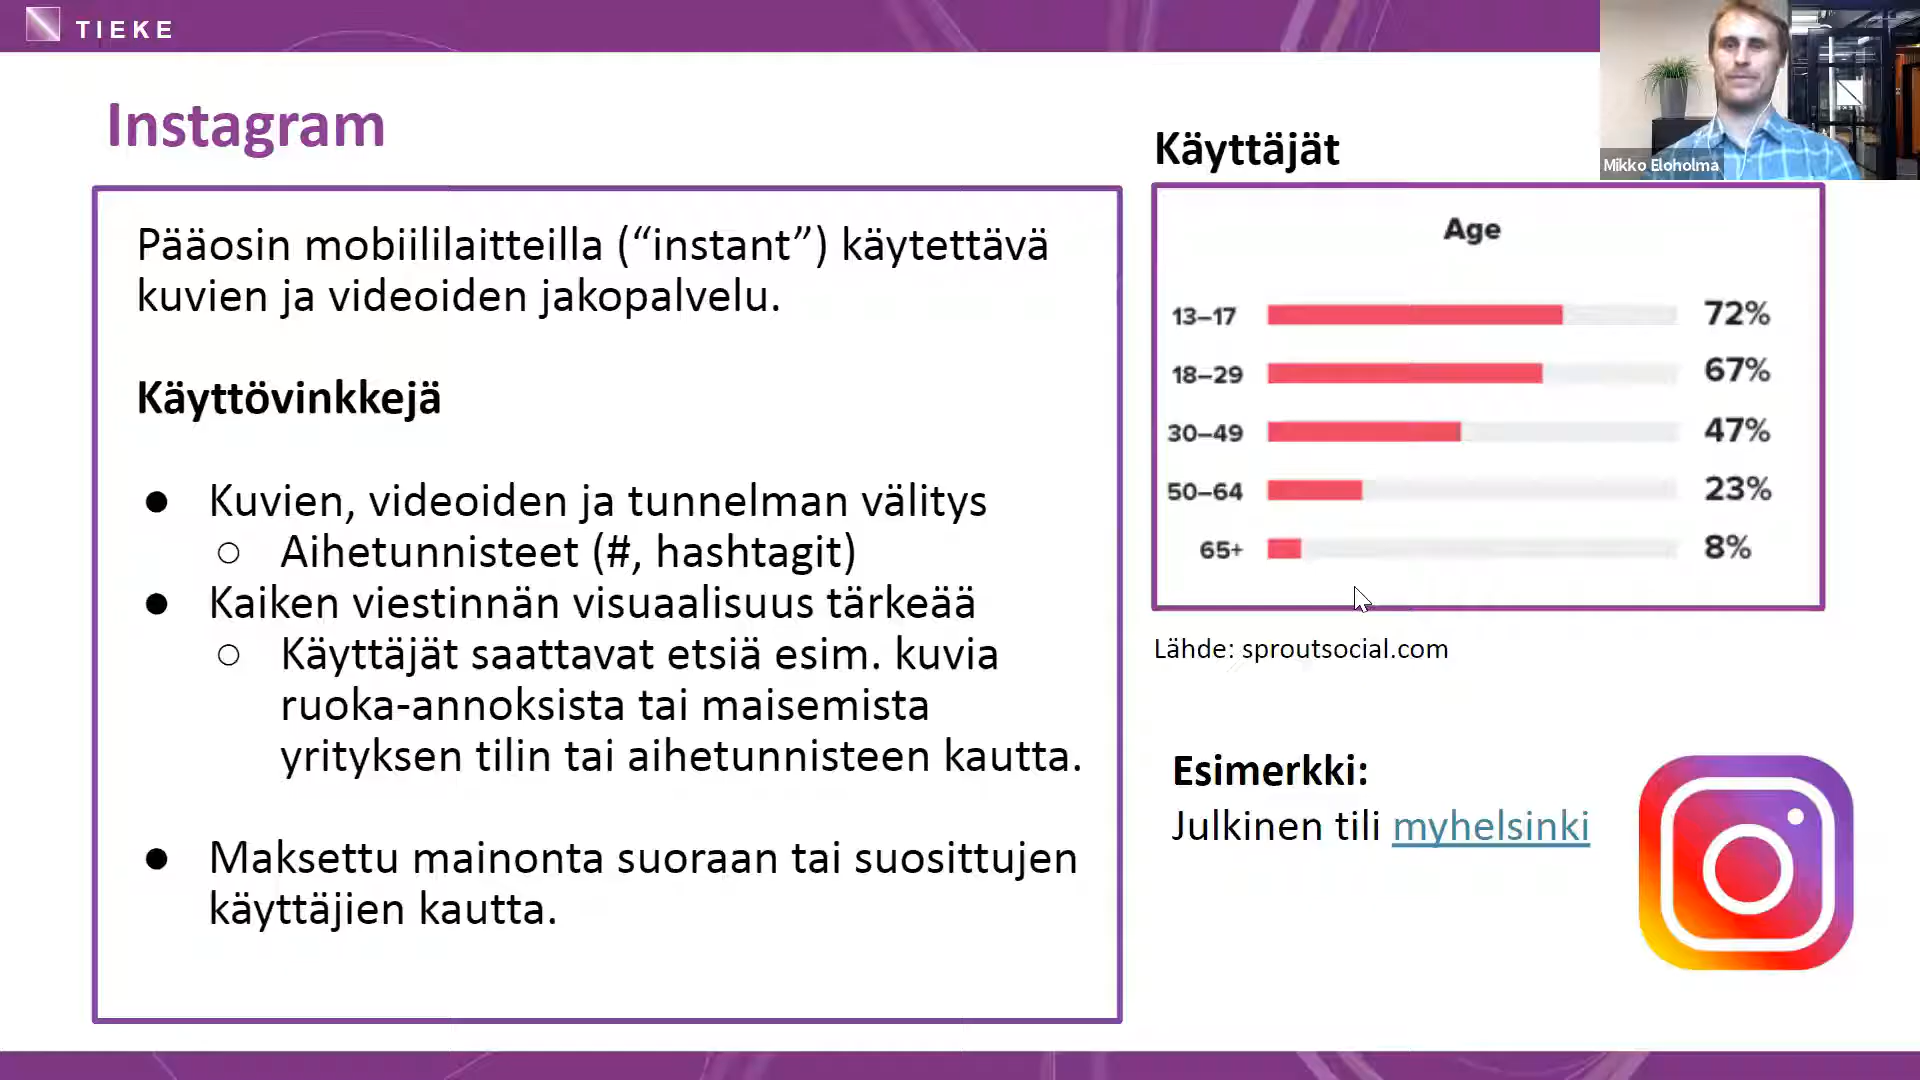 TIEKE
Instagram
Pääosin mobiililaitteilla (“instant”) käytettävä
kuvien ja videoiden jakopalvelu.
Käyttövinkkejä
● Kuvien, videoiden ja tunnelman välitys
○ Aihetunnisteet (#, hashtagit)
● Kaiken viestinnän visuaalisuus tärkeää
○ Käyttäjät saattavat etsiä esim. kuvia
ruoka-annoksista tai maisemista
yrityksen tilin tai aihetunnisteen kautta.
● Maksettu mainonta suoraan tai suosittujen
käyttäjien kautta.
Käyttäjät
Age
13–17 72%
18–29 67%
30–49 47%
50–64 23%
65+ 8%
Lähde: sproutsocial.com
Esimerkki:
Julkinen tili myhelsinki
Mikko Eloholma